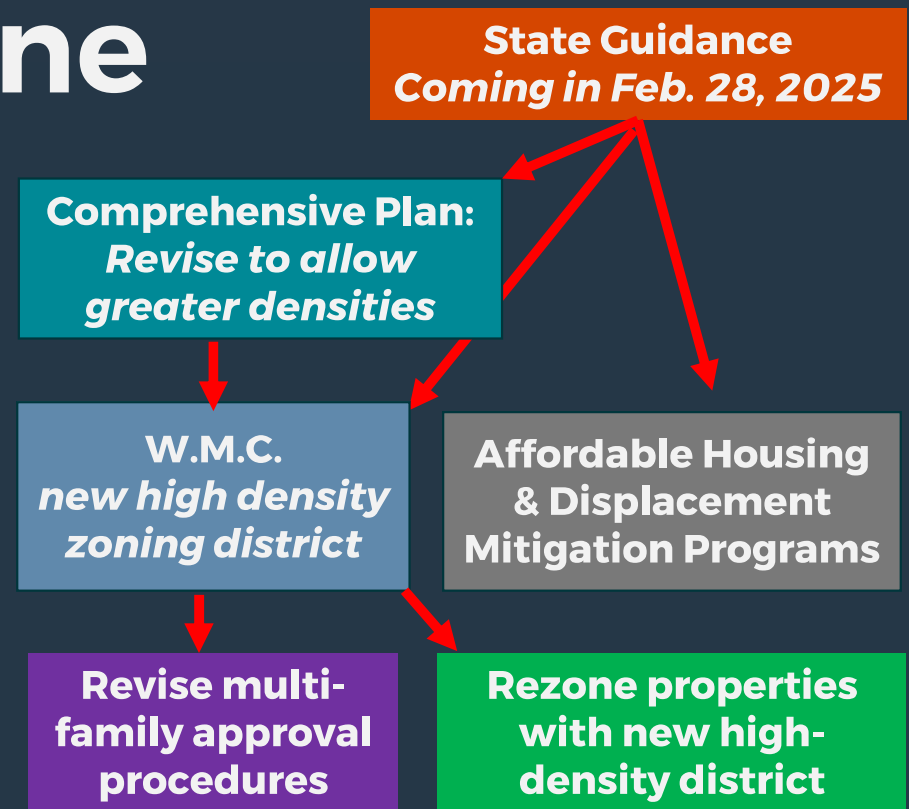 ne
State Guidance
Coming in Feb. 28, 2025
Comprehensive Plan:
Revise to allow
greater densities
W.M.C.
new high density
zoning district
Affordable Housing
& Displacement
Mitigation Programs
Revise multi-
family approval
procedures
Rezone properties
with new high-
density district